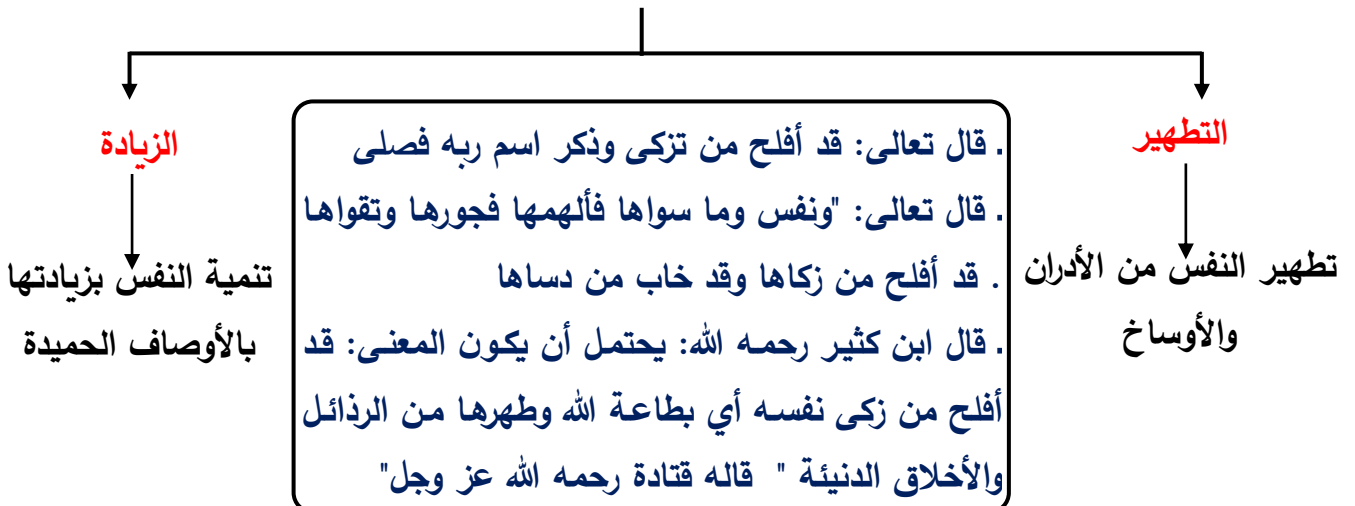 التطهير
تطهير النفس من الأدران
والأوساخ
. قال تعالى: قد أفلح من تزكى وذكر اسم ربه فصلى
. قال تعالى: "ونفس وما سواها فألهمها فجورها وتقواها
. قد أفلح من زكاها وقد خاب من دساها
. قال ابن كثير رحمه الله: يحتمل أن يكون المعنى: قد
أفلح من زكى نفسه أي بطاعة الله وطهرها من الرذائل
والأخلاق الدنيئة " قاله قتادة رحمه الله عز وجل"
الزيادة
تنمية النفس بزيادتها
بالأوصاف الحميدة